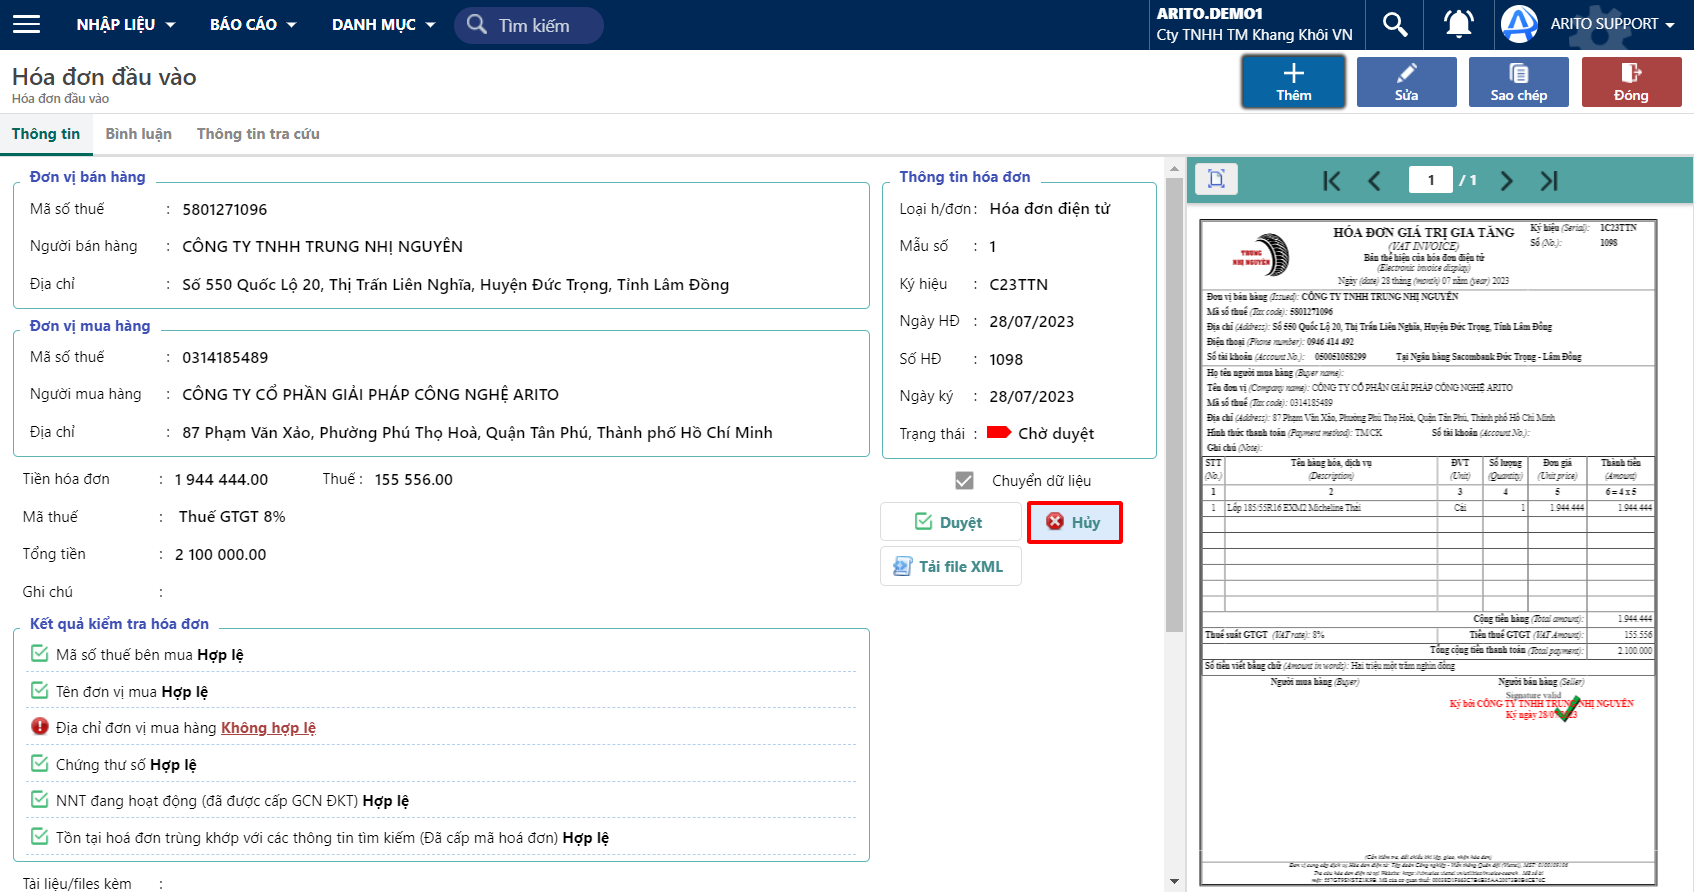 NHẬP LIỆU
BÁO CÁO
DANH MỤC
Tìm kiếm
ARITO.DEMO1
Cty TNHH TM Khang Khôi VN
ARITO SUPPORT
Hóa đơn đầu vào
Hóa đơn đầu vào
Thêm
Sửa
Sao chép
Đóng
Thông tin
Bình luận
Thông tin tra cứu
Đơn vị bán hàng
Mã số thuế : 5801271096
Người bán hàng : CÔNG TY TNHH TRUNG NHỊ NGUYÊN
Địa chỉ : Số 550 Quốc Lộ 20, Thị Trấn Liên Nghĩa, Huyện Đức Trọng, Tỉnh Lâm Đồng
Đơn vị mua hàng
Mã số thuế : 0314185489
Người mua hàng : CÔNG TY CỔ PHẦN GIẢI PHÁP CÔNG NGHỆ ARITO
Địa chỉ : 87 Phạm Văn Xảo, Phường Phú Thọ Hoà, Quận Tân Phú, Thành phố Hồ Chí Minh
Tiền hóa đơn : 1 944 444.00 Thuế : 155 556.00
Mã thuế : Thuế GTGT 8%
Tổng tiền : 2 100 000.00
Ghi chú :
Kết quả kiểm tra hóa đơn
Mã số thuế bên mua Hợp lệ
Tên đơn vị mua Hợp lệ
Địa chỉ đơn vị mua hàng Không hợp lệ
Chứng thư số Hợp lệ
NNT đang hoạt động (đã được cấp GCN ĐKT) Hợp lệ
Tồn tại hoá đơn trùng khớp với các thông tin tìm kiếm (Đã cấp mã hoá đơn) Hợp lệ
Tài liệu/files kèm :
Thông tin hóa đơn
Loại h/đơn : Hóa đơn điện tử
Mẫu số : 1
Ký hiệu : C23TTN
Ngày HĐ : 28/07/2023
Số HĐ : 1098
Ngày ký : 28/07/2023
Trạng thái : Chờ duyệt
Chuyển dữ liệu
Duyệt
Hủy
Tải file XML
1 / 1
TRUNG
NHỊ NGUYÊN
HÓA ĐƠN GIÁ TRỊ GIA TĂNG
(VAT INVOICE)
Bản thể hiện của hóa đơn điện tử
(Electronic invoice display)
Ngày (date) 28 tháng (month) 07 năm (year) 2023
Ký hiệu (Serial): 1C23TTN
Số (No.): 1098
Đơn vị bán hàng (Issued): CÔNG TY TNHH TRUNG NHỊ NGUYÊN
Mã số thuế (Tax code): 5801271096
Địa chỉ (Address): Số 550 Quốc Lộ 20, Thị Trấn Liên Nghĩa, Huyện Đức Trọng, Tỉnh Lâm Đồng
Điện thoại (Phone number): 0946 414 492
Số tài khoản (Account No.): 050051058299 Tại Ngân hàng Sacombank Đức Trọng - Lâm Đồng
Họ tên người mua hàng (Buyer name):
Tên đơn vị (Company name): CÔNG TY CỔ PHẦN GIẢI PHÁP CÔNG NGHỆ ARITO
Mã số thuế (Tax code): 0314185489
Địa chỉ (Address): 87 Phạm Văn Xảo, Phường Phú Thọ Hoà, Quận Tân Phú, Thành phố Hồ Chí Minh
Hình thức thanh toán (Payment method): TM/CK Số tài khoản (Account No.):
Ghi chú (Note):
STT Tên hàng hóa, dịch vụ ĐVT Số lượng Đơn giá Thành tiền
(No.) (Description) (Unit) (Quantity) (Unit price) (Amount)
1 2 3 4 5 6 = 4 x 5
1 Lốp 185/55R16 EXM2 Micheline Thái Cái 1 1.944.444 1.944.444
Cộng tiền hàng (Total amount): 1.944.444
Thuế suất GTGT (VAT rate): 8% Tiền thuế GTGT (VAT Amount): 155.556
Tổng cộng tiền thanh toán (Total payment): 2.100.000
Số tiền viết bằng chữ (Amount in words): Hai triệu một trăm nghìn đồng
Người mua hàng (Buyer) Người bán hàng (Seller)
Signature valid
Ký bởi CÔNG TY TNHH TRUNG NHỊ NGUYÊN
Ký ngày 28/07/2023
(Cần kiểm tra, đối chiếu khi lập, giao, nhận hóa đơn)